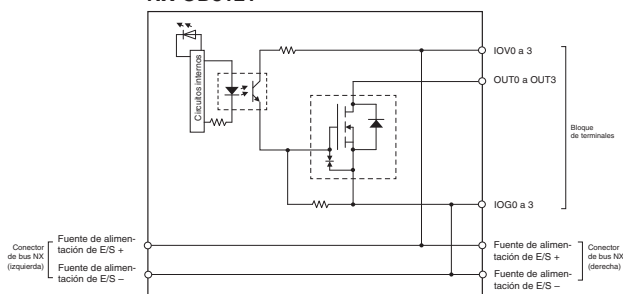 IOV0 a 3
OUT0 a OUT3
Circuitos internos
Bloque
de terminales
IOG0 a 3
Conector
de bus NX
(izquierda)
Fuente de alimen-
tación de E/S +
Fuente de alimen-
tación de E/S –
Fuente de alimen-
tación de E/S +
Fuente de alimen-
tación de E/S –
Conector
de bus NX
(derecha)